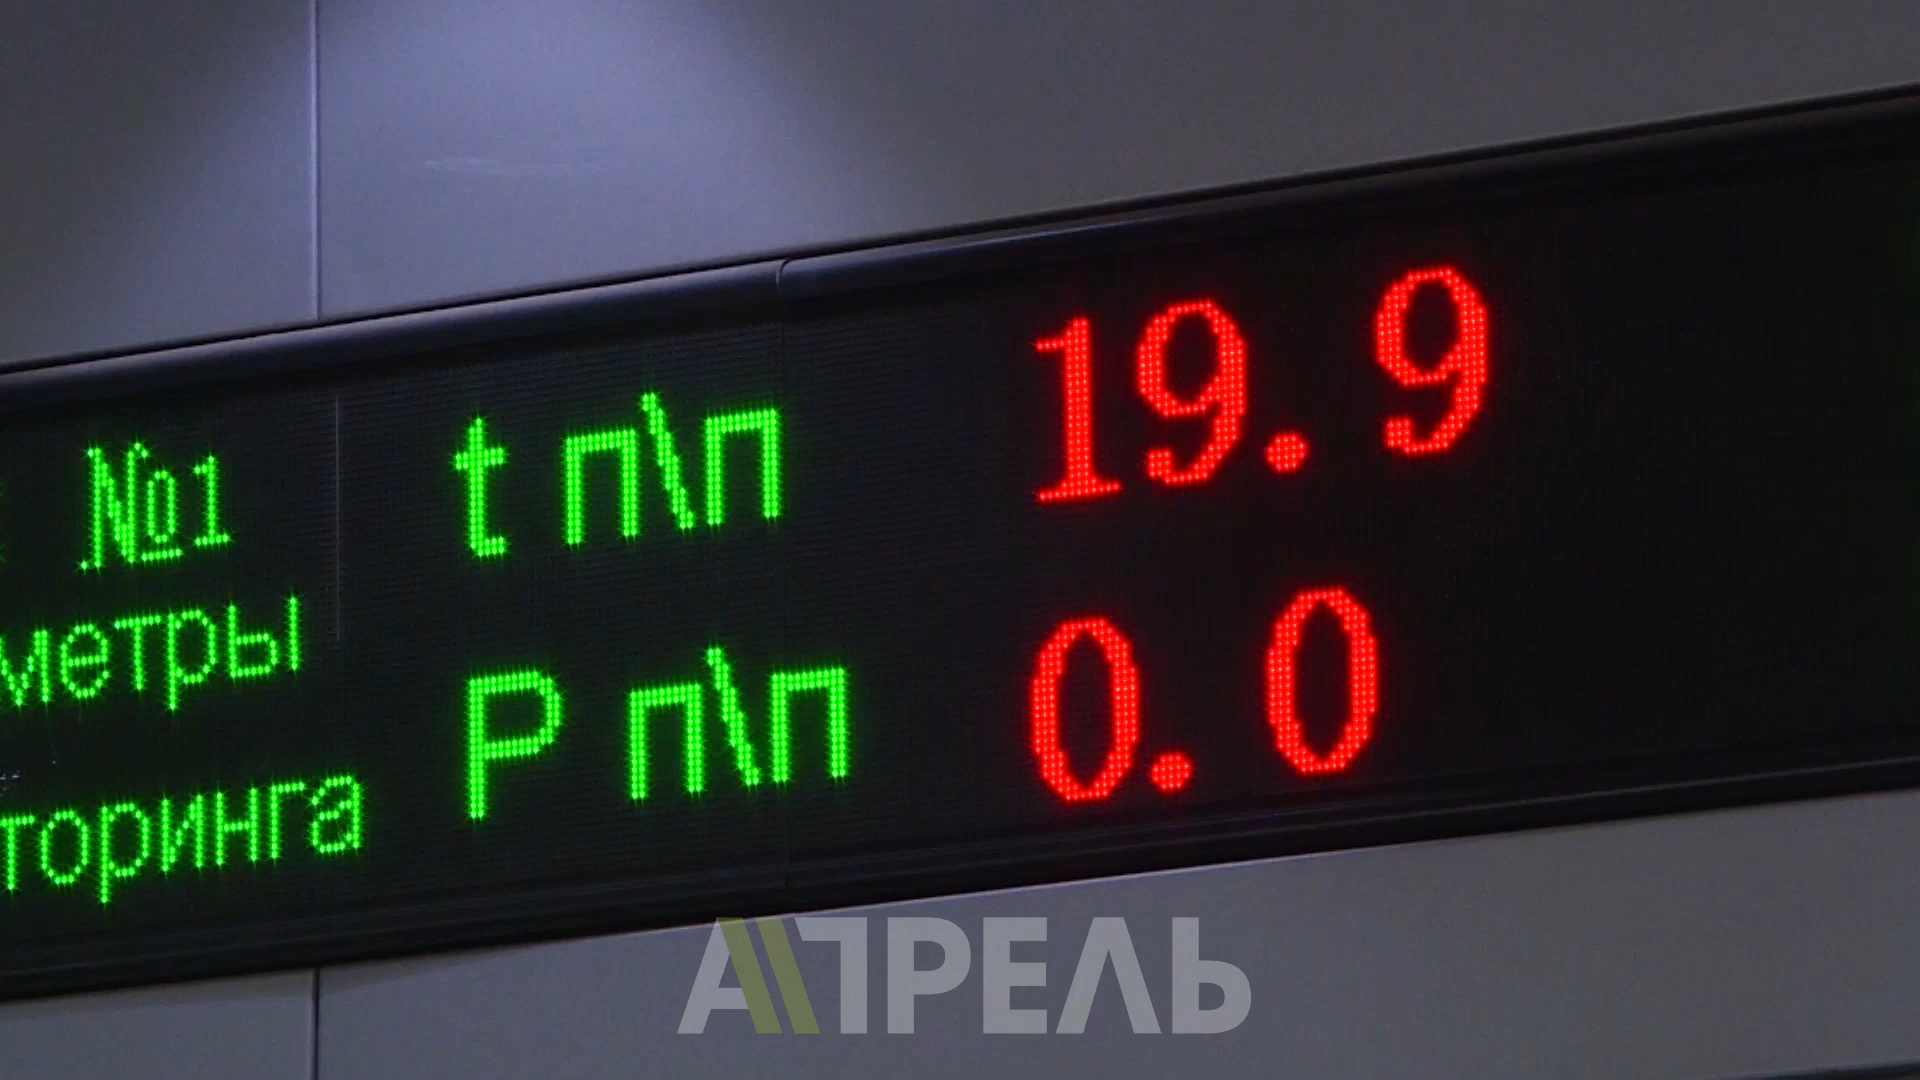 №1
t п\п 19.9
метры
P п\п 0.0
торинга
АПРЕЛЬ